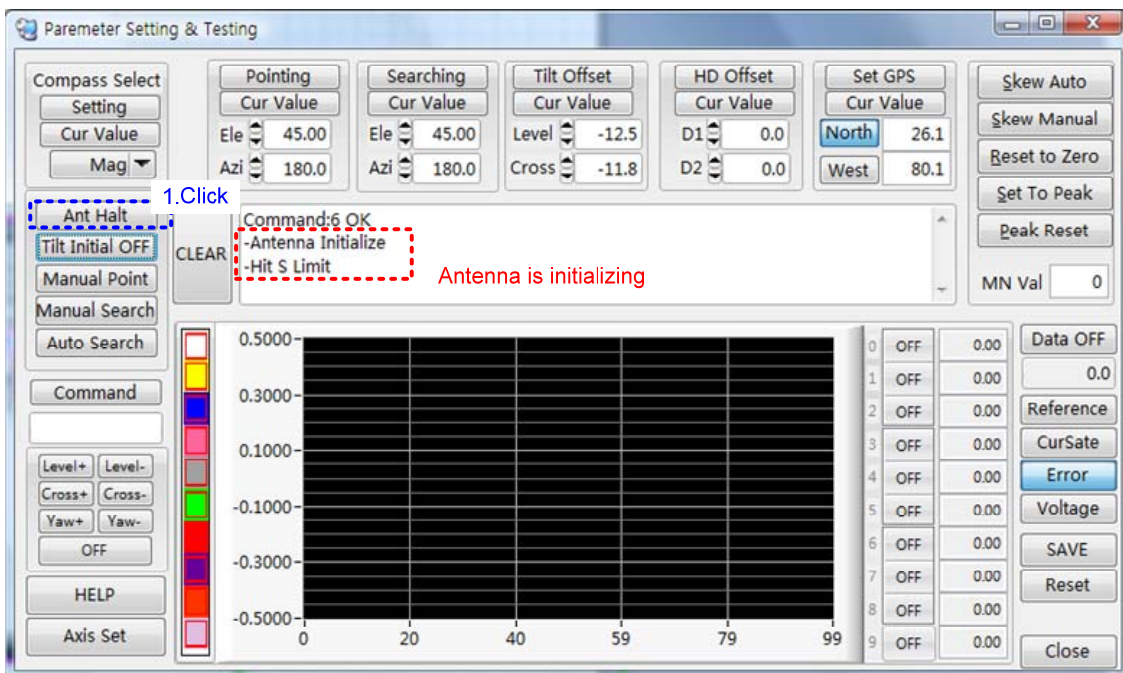 Paremeter Setting & Testing
Compass Select
Setting
Cur Value
Mag
Pointing
Cur Value
Ele 45.00
Azi 180.0
Searching
Cur Value
Ele 45.00
Azi 180.0
Tilt Offset
Cur Value
Level -12.5
Cross -11.8
HD Offset
Cur Value
D1 0.0
D2 0.0
Set GPS
Cur Value
North 26.1
West 80.1
Skew Auto
Skew Manual
Reset to Zero
Set To Peak
Peak Reset
MN Val 0
1.Click
Ant Halt
Tilt Initial OFF
Manual Point
Manual Search
Auto Search
CLEAR
Command:6 OK
-Antenna Initialize
-Hit S Limit
Antenna is initializing
Command
Level+ Level-
Cross+ Cross-
Yaw+ Yaw-
OFF
HELP
Axis Set
0.5000
0.3000
0.1000
-0.1000
-0.3000
-0.5000
0 20 40 59 79 99
0 OFF 0.00
1 OFF 0.00
2 OFF 0.00
3 OFF 0.00
4 OFF 0.00
5 OFF 0.00
6 OFF 0.00
7 OFF 0.00
8 OFF 0.00
9 OFF 0.00
Data OFF
0.0
Reference
CurSate
Error
Voltage
SAVE
Reset
Close